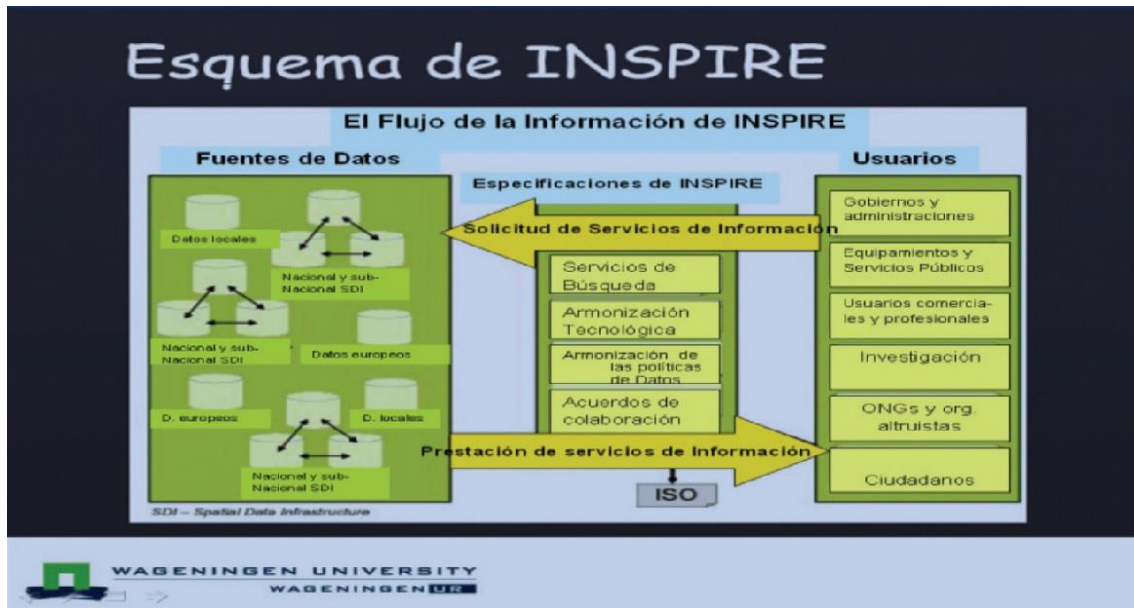 Esquema de INSPIRE
El Flujo de la Información de INSPIRE
Fuentes de Datos
Datos locales
Nacional y sub-
Nacional SDI
Nacional y sub-
Nacional SDI
Datos europeos
D. europeos
D. locales
Nacional y sub-
Nacional SDI
SDI – Spatial Data Infrastructure
Especificaciones de INSPIRE
Solicitud de Servicios de Información
Servicios de
Búsqueda
Armonización
Tecnológica
Armonización de
las políticas
de Datos
Acuerdos de
colaboración
Prestación de servicios de Información
ISO
Usuarios
Gobiernos y
administraciones
Equipamientos y
Servicios Públicos
Usuarios comercia-
les y profesionales
Investigación
ONGs y org.
altruistas
Ciudadanos
WAGENINGEN UNIVERSITY
WAGENINGEN UR